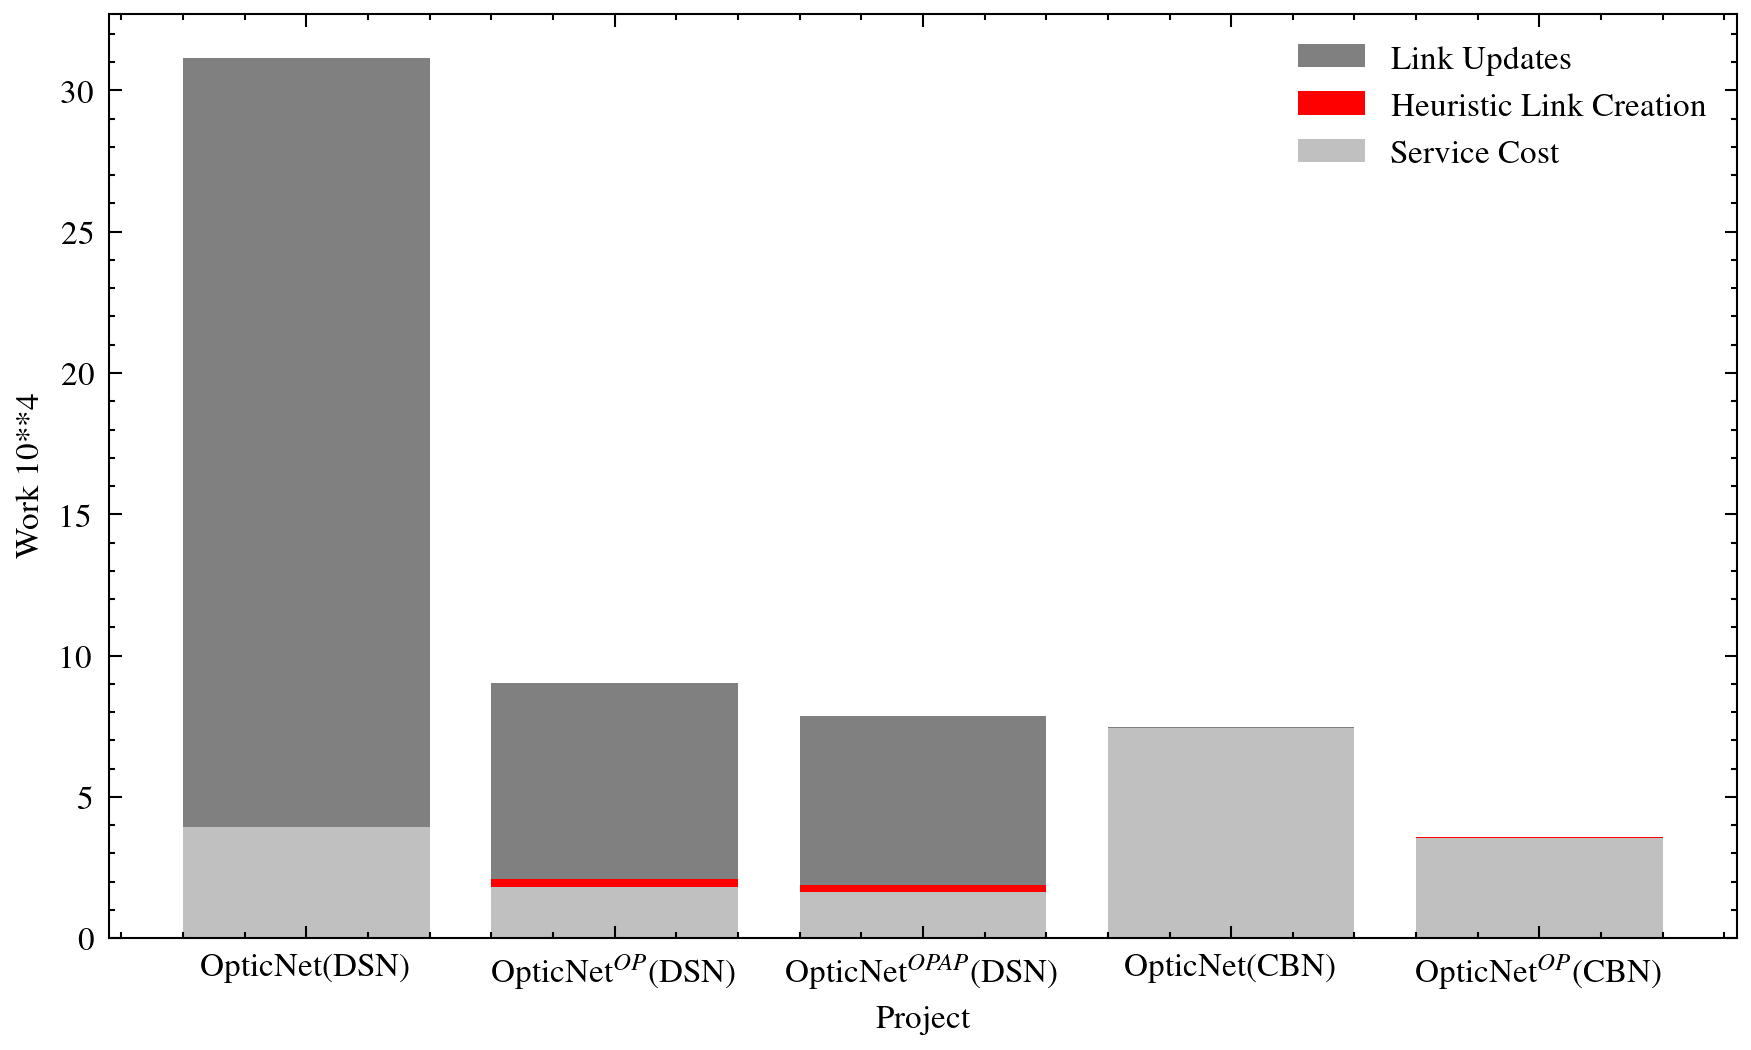 Link Updates
Heuristic Link Creation
Service Cost
30
25
20
15
10
5
0
Work 10**4
OpticNet(DSN)
OpticNet^OP(DSN)
OpticNet^OPAP(DSN)
OpticNet(CBN)
OpticNet^OP(CBN)
Project